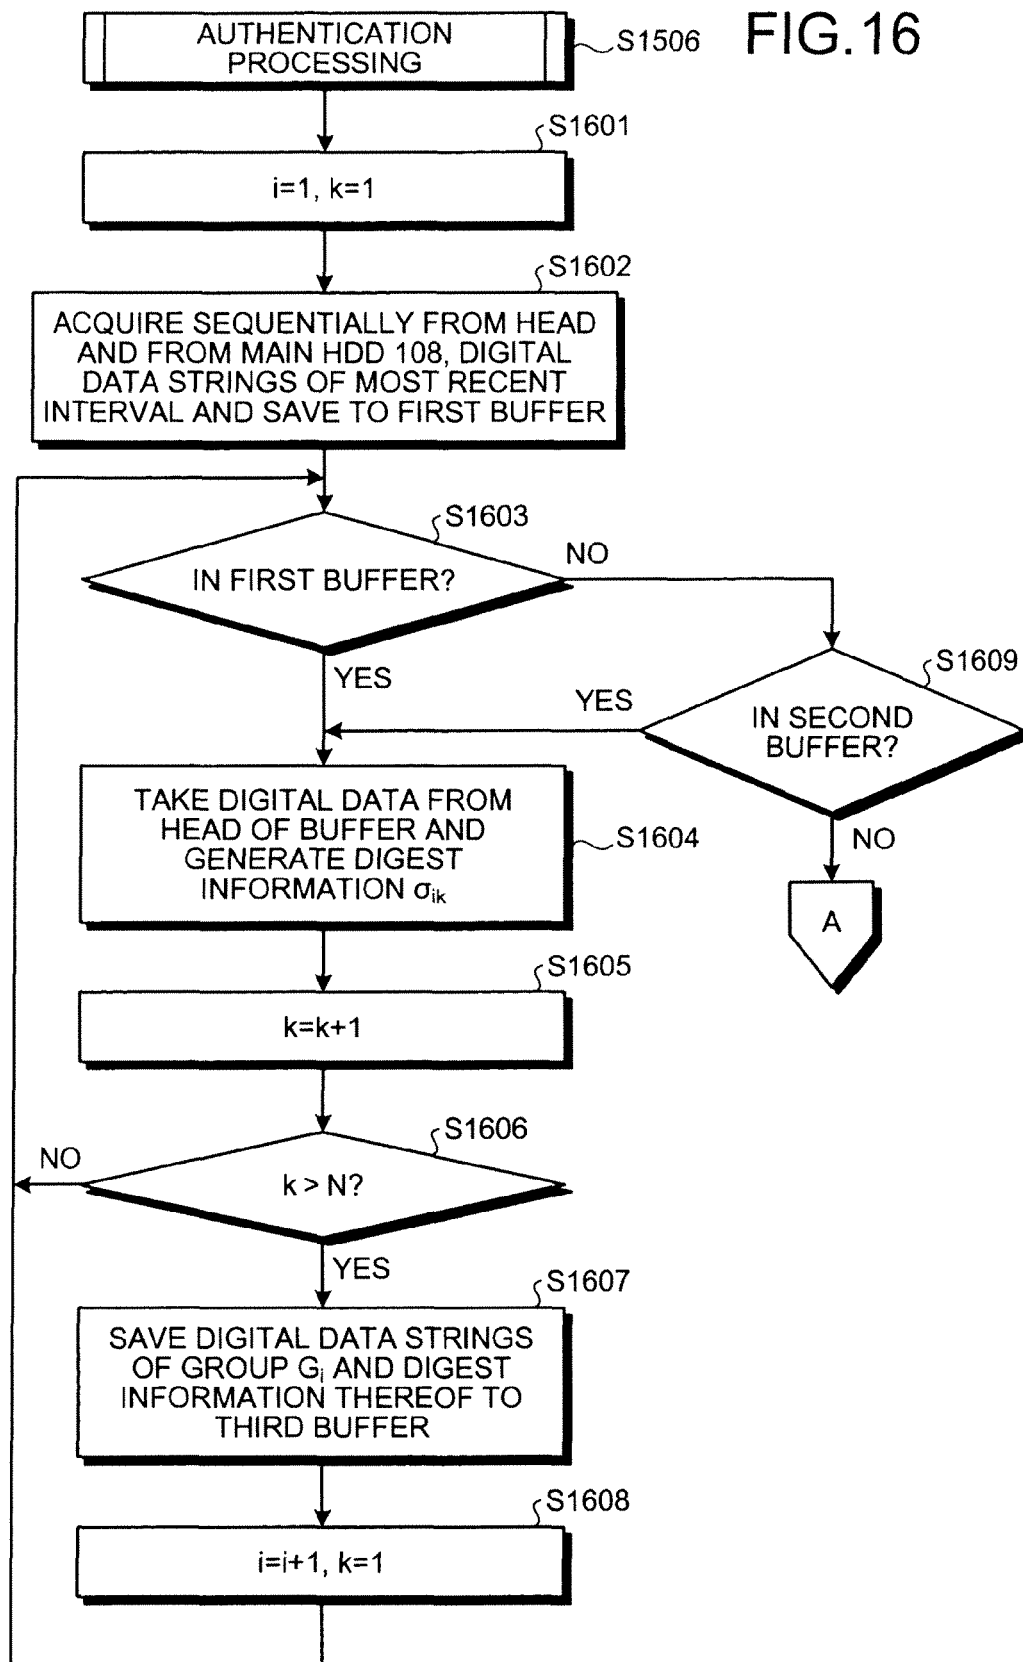 FIG.16
AUTHENTICATION
PROCESSING
S1506
S1601
i=1, k=1
S1602
ACQUIRE SEQUENTIALLY FROM HEAD
AND FROM MAIN HDD 108, DIGITAL
DATA STRINGS OF MOST RECENT
INTERVAL AND SAVE TO FIRST BUFFER
S1603
IN FIRST BUFFER?
NO
YES
S1609
IN SECOND
BUFFER?
YES
NO
A
TAKE DIGITAL DATA FROM
HEAD OF BUFFER AND
GENERATE DIGEST
INFORMATION σik
S1604
S1605
k=k+1
S1606
k > N?
NO
YES
S1607
SAVE DIGITAL DATA STRINGS
OF GROUP Gi AND DIGEST
INFORMATION THEREOF TO
THIRD BUFFER
S1608
i=i+1, k=1